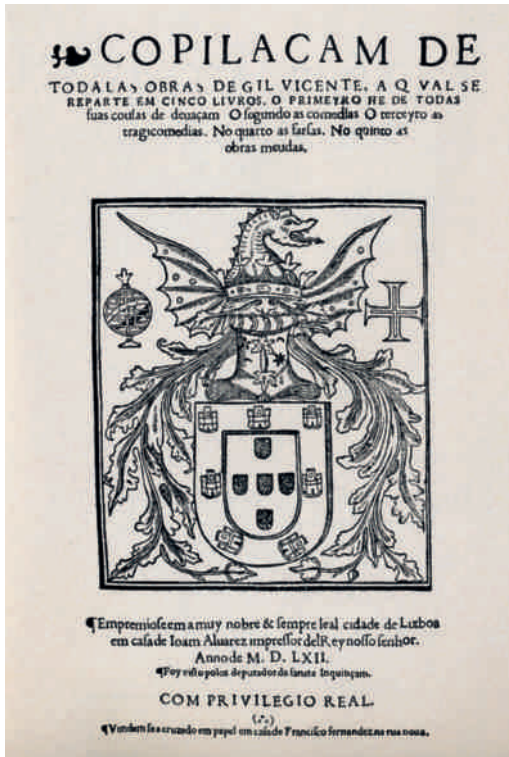 COPILACAM DE
TODALAS OBRAS DE GIL VICENTE, A Q VAL SE
REPARTE EM CINCO LIVROS. O PRIMEYRO HE DE TODAS
suas cousas de deuaçam O segundo as comedias O terceyro as
tragicomedias. No quarto as farsas. No quinto as
obras meudas.
¶Empremiose em a muy nobre & sempre leal cidade de Lixboa
em casa de Ioam Aluarez impressor del Rey nosso senhor.
Anno de M. D. LXII.
¶Foy visto polos deputados da sancta Inquisiçam.
COM PRIVILEGIO REAL.
(∴)
¶Vendem se a cruzado em papel em casa de Francisco fernandez na rua noua.